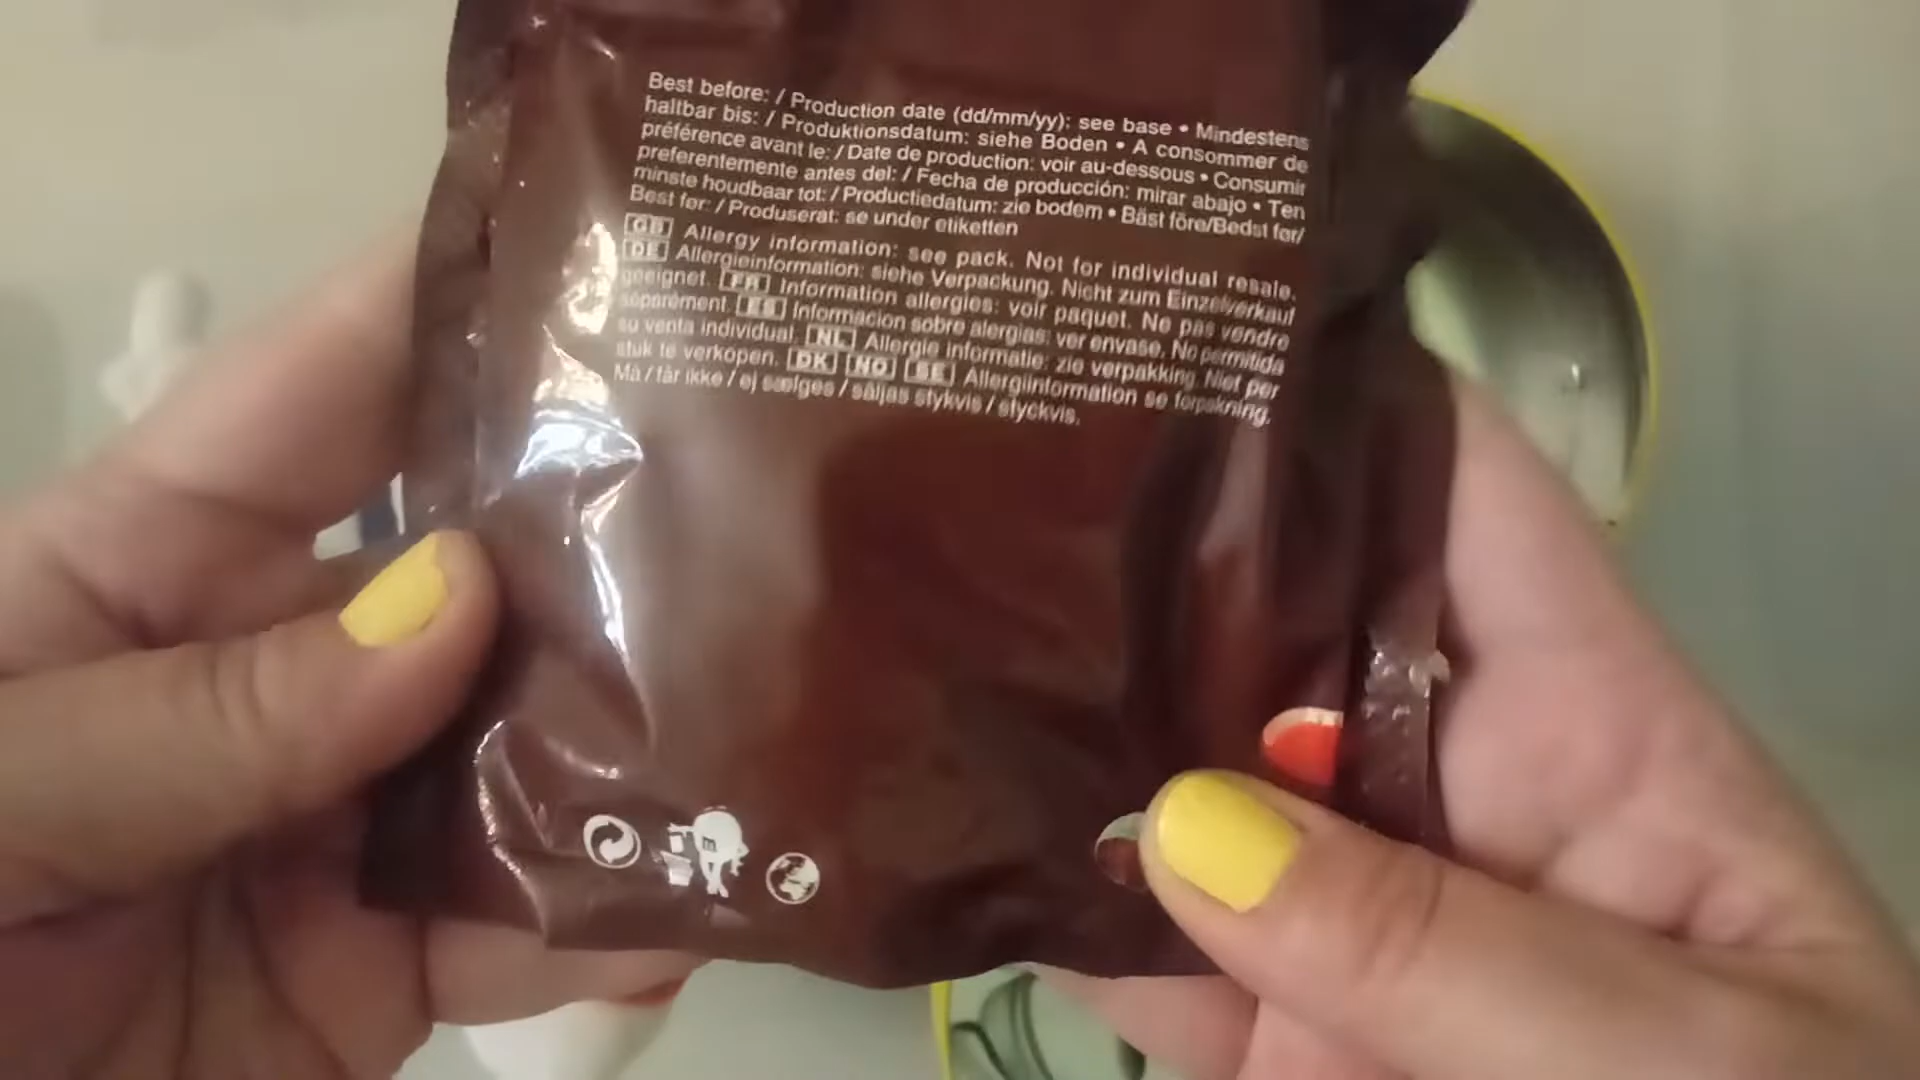 Best before: / Production date (dd/mm/yy): see base • Mindestens
haltbar bis: / Produktionsdatum: siehe Boden • A consommer de
préférence avant le: / Date de production: voir au-dessous • Consumir
preferentemente antes del: / Fecha de producción: mirar abajo • Ten
minste houdbaar tot: / Productiedatum: zie bodem • Bäst före/Bedst før/
Best før: / Produserat: se under etiketten
GB Allergy information: see pack. Not for individual resale.
DE Allergieinformation: siehe Verpackung. Nicht zum Einzelverkauf
geeignet. FR Information allergies: voir paquet. Ne pas vendre
séparément. ES Informacion sobre alergias: ver envase. No permitida
su venta individual. NL Allergie informatie: zie verpakking. Niet per
stuk te verkopen. DK NO SE Allergiinformation se forpakning.
Må / får ikke / ej sælges / säljas stykvis / styckvis.
m